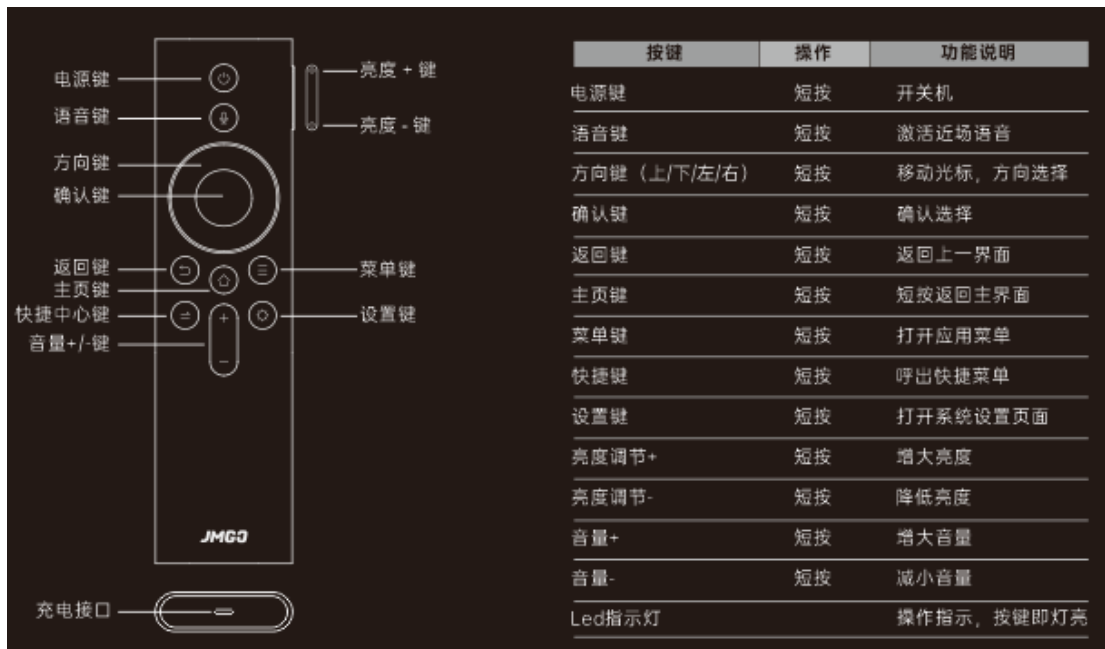 电源键
语音键
方向键
确认键
返回键
主页键
快捷中心键
音量+/-键
亮度 + 键
亮度 - 键
菜单键
设置键
+
-
JMGO
充电接口
按键 操作 功能说明
电源键 短按 开关机
语音键 短按 激活近场语音
方向键（上/下/左/右） 短按 移动光标，方向选择
确认键 短按 确认选择
返回键 短按 返回上一界面
主页键 短按 短按返回主界面
菜单键 短按 打开应用菜单
快捷键 短按 呼出快捷菜单
设置键 短按 打开系统设置页面
亮度调节+ 短按 增大亮度
亮度调节- 短按 降低亮度
音量+ 短按 增大音量
音量- 短按 减小音量
Led指示灯 操作指示，按键即灯亮